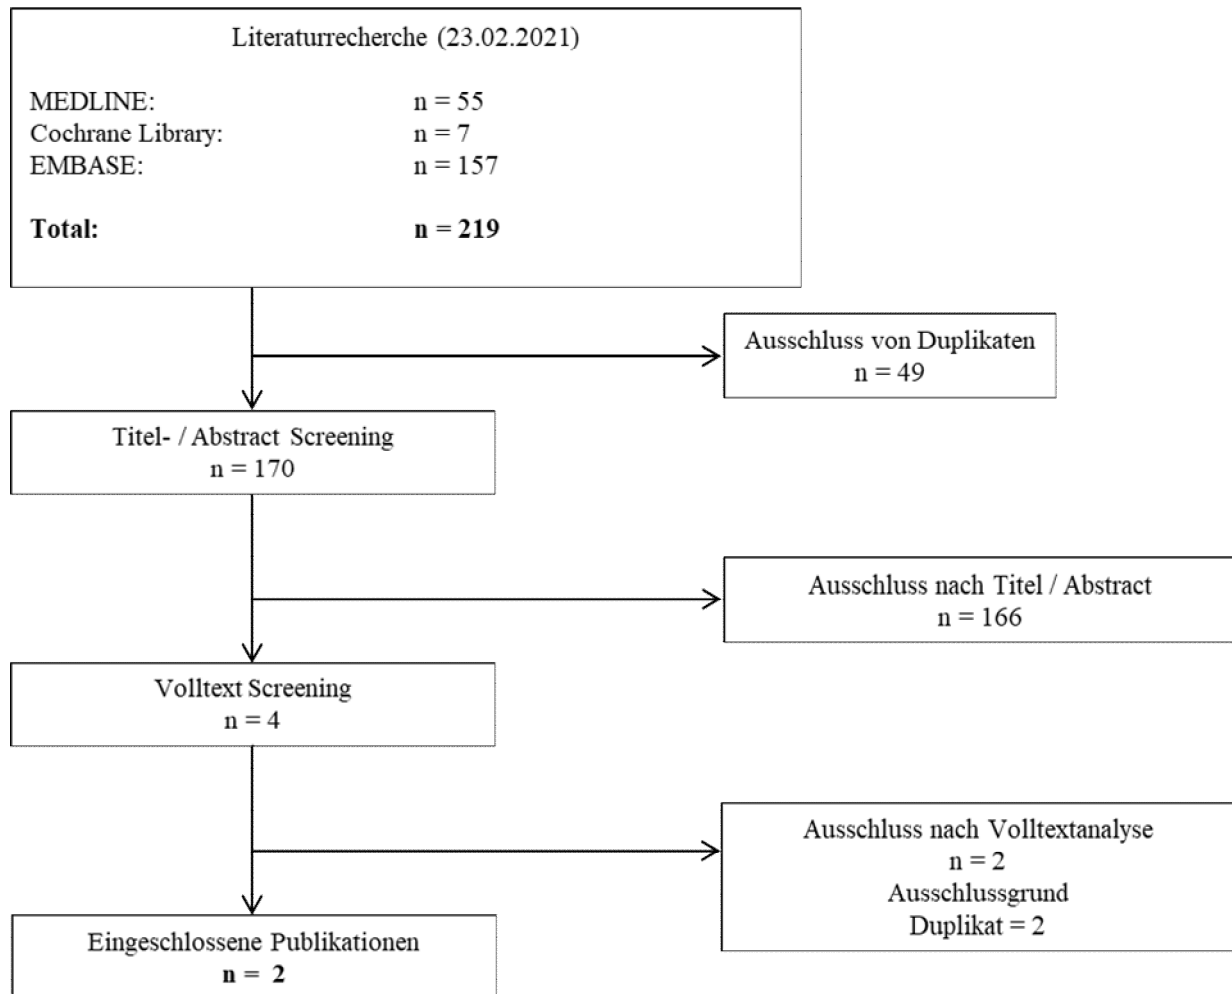 Literaturrecherche (23.02.2021)
MEDLINE: n = 55
Cochrane Library: n = 7
EMBASE: n = 157
Total: n = 219
Ausschluss von Duplikaten
n = 49
Titel- / Abstract Screening
n = 170
Ausschluss nach Titel / Abstract
n = 166
Volltext Screening
n = 4
Ausschluss nach Volltextanalyse
n = 2
Ausschlussgrund
Duplikat = 2
Eingeschlossene Publikationen
n = 2